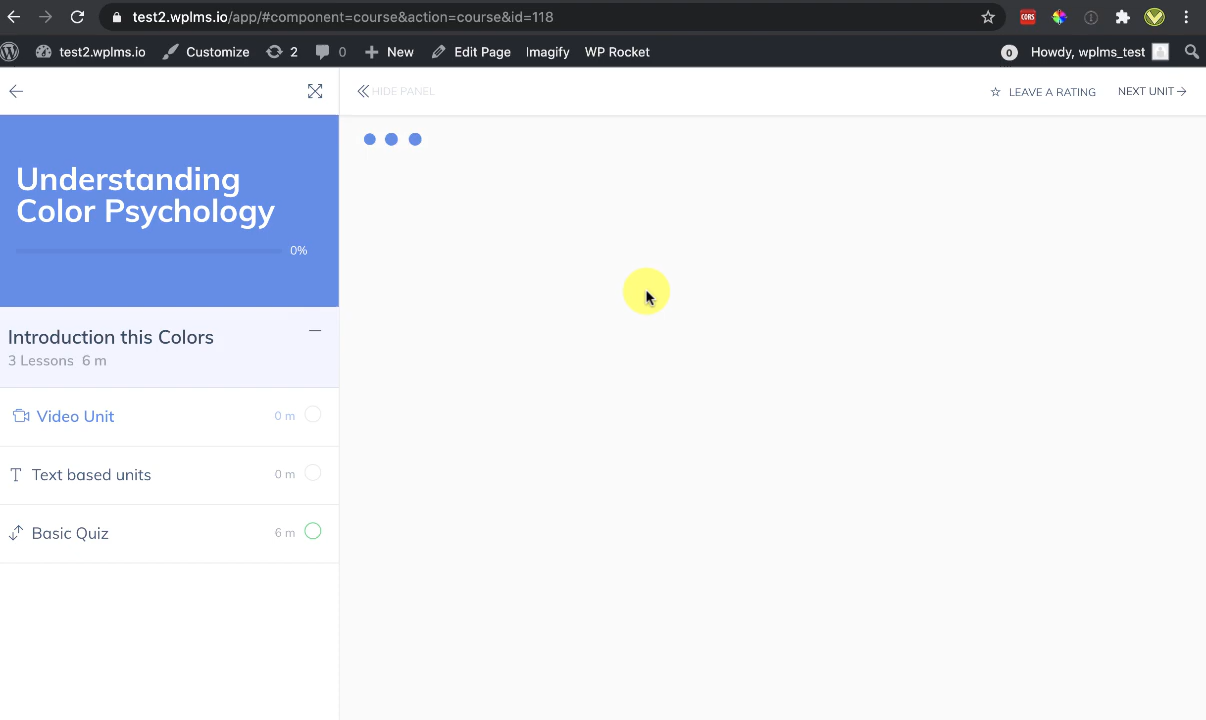 test2.wplms.io/app/#component=course&action=course&id=118
CORS
test2.wplms.io Customize 2 0 New Edit Page Imagify WP Rocket 0 Howdy, wplms_test
HIDE PANEL LEAVE A RATING NEXT UNIT
Understanding
Color Psychology
0%
Introduction this Colors
3 Lessons 6 m
Video Unit 0 m
Text based units 0 m
Basic Quiz 6 m